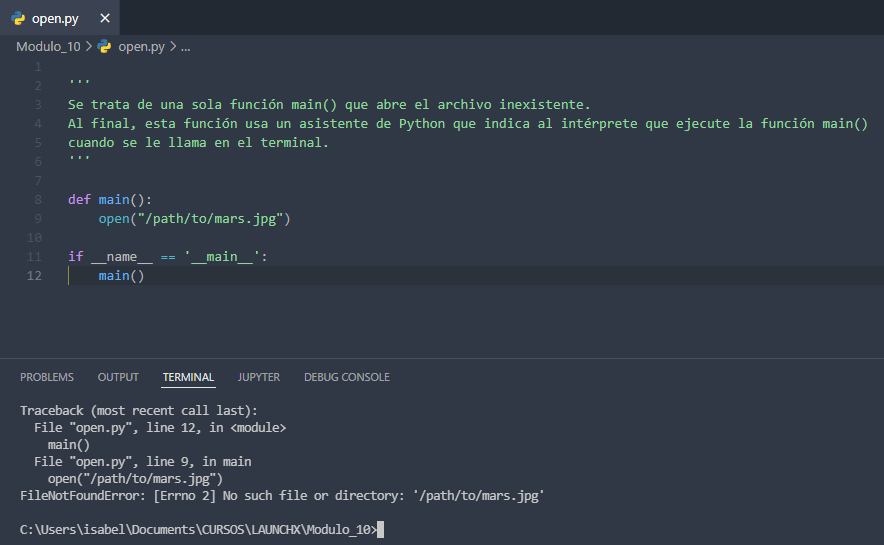 open.py ×
Modulo_10 > open.py > ...
1
2 '''
3 Se trata de una sola función main() que abre el archivo inexistente.
4 Al final, esta función usa un asistente de Python que indica al intérprete que ejecute la función main()
5 cuando se le llama en el terminal.
6 '''
7
8 def main():
9     open("/path/to/mars.jpg")
10
11 if __name__ == '__main__':
12     main()
PROBLEMS OUTPUT TERMINAL JUPYTER DEBUG CONSOLE
Traceback (most recent call last):
  File "open.py", line 12, in <module>
    main()
  File "open.py", line 9, in main
    open("/path/to/mars.jpg")
FileNotFoundError: [Errno 2] No such file or directory: '/path/to/mars.jpg'
C:\Users\isabel\Documents\CURSOS\LAUNCHX\Modulo_10>